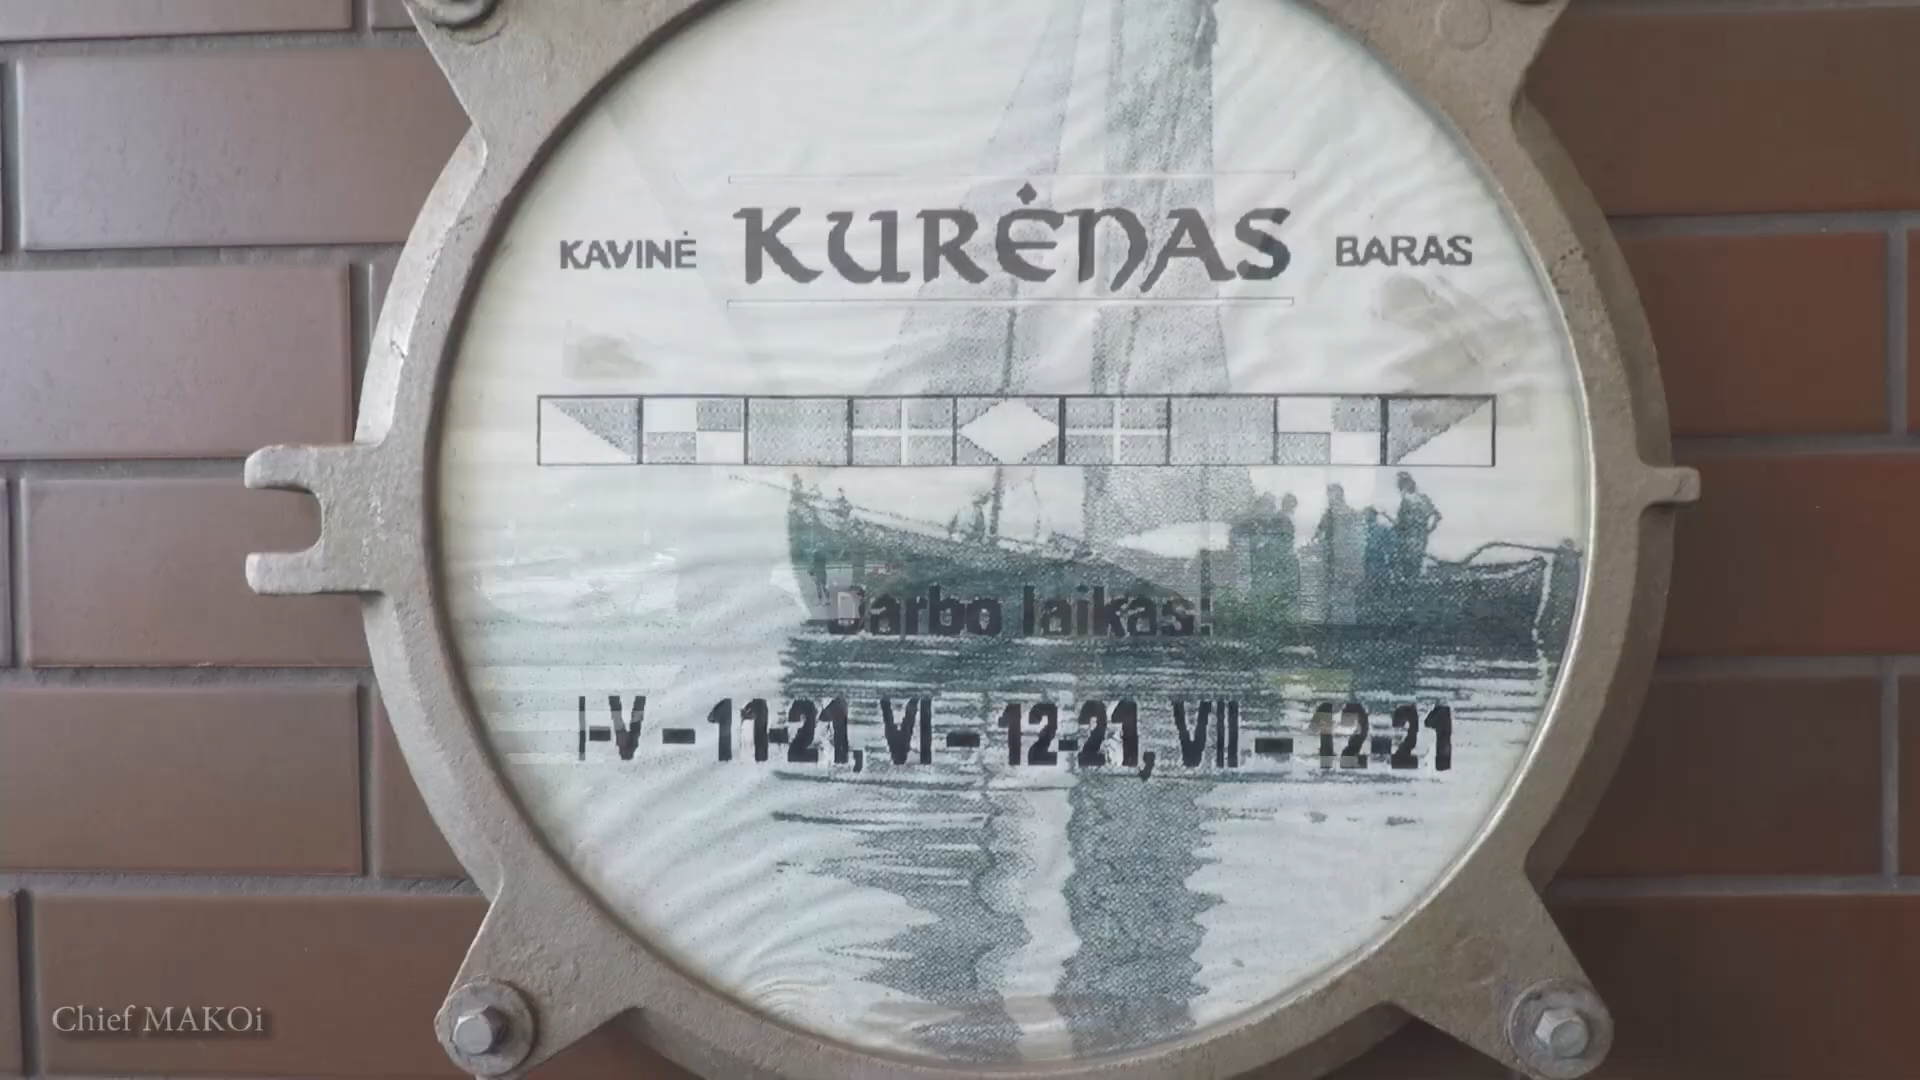 KAVINĖ KURĖNAS BARAS
Darbo laikas!
I-V – 11-21, VI – 12-21, VII – 12-21
Chief MAKOi